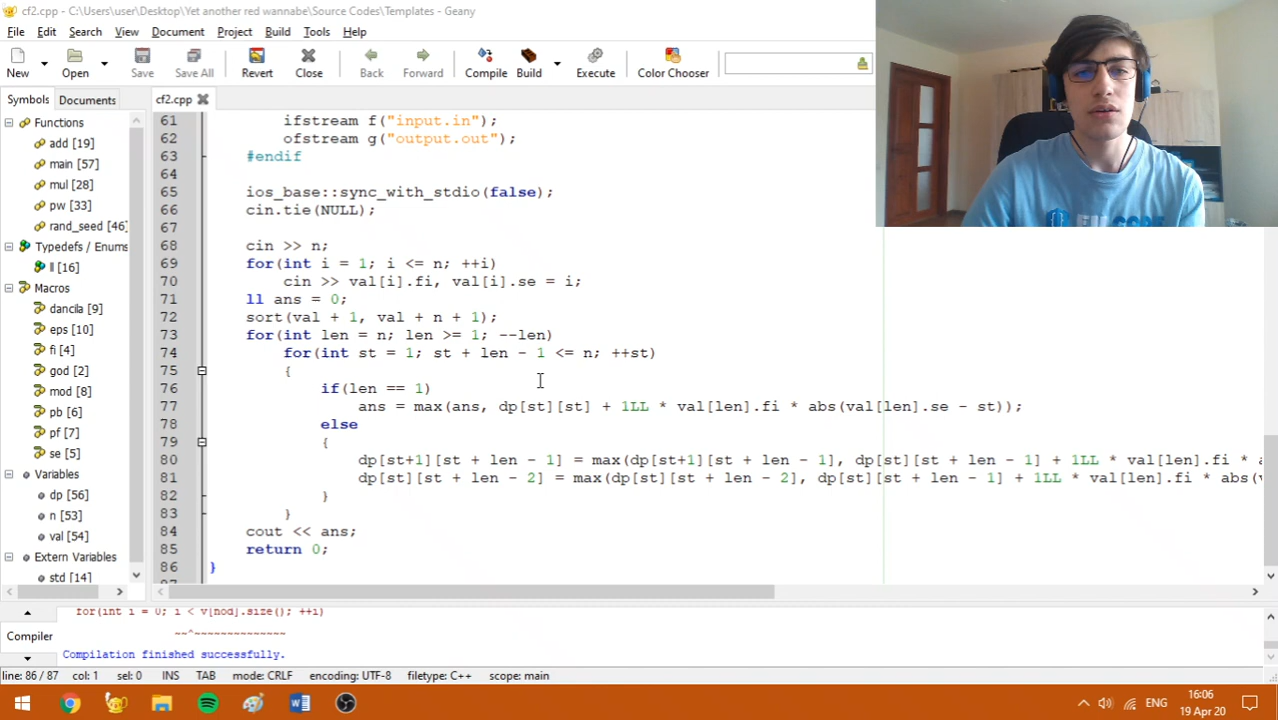 cf2.cpp - C:\Users\user\Desktop\Yet another red wannabe\Source Codes\Templates - Geany
File Edit Search View Document Project Build Tools Help
New Open Save Save All Revert Close Back Forward Compile Build Execute Color Chooser
Symbols Documents
cf2.cpp
Functions
add [19]
main [57]
mul [28]
pw [33]
rand_seed [46]
Typedefs / Enums
ll [16]
Macros
dancila [9]
eps [10]
fi [4]
god [2]
mod [8]
pb [6]
pf [7]
se [5]
Variables
dp [56]
n [53]
val [54]
Extern Variables
std [14]
61 ifstream f("input.in");
62 ofstream g("output.out");
63 #endif
64
65 ios_base::sync_with_stdio(false);
66 cin.tie(NULL);
67
68 cin >> n;
69 for(int i = 1; i <= n; ++i)
70 cin >> val[i].fi, val[i].se = i;
71 ll ans = 0;
72 sort(val + 1, val + n + 1);
73 for(int len = n; len >= 1; --len)
74 for(int st = 1; st + len - 1 <= n; ++st)
75 {
76 if(len == 1)
77 ans = max(ans, dp[st][st] + 1LL * val[len].fi * abs(val[len].se - st));
78 else
79 {
80 dp[st+1][st + len - 1] = max(dp[st+1][st + len - 1], dp[st][st + len - 1] + 1LL * val[len].fi * a
81 dp[st][st + len - 2] = max(dp[st][st + len - 2], dp[st][st + len - 1] + 1LL * val[len].fi * abs(
82 }
83 }
84 cout << ans;
85 return 0;
86 }
for(int i = 0; i < v[nod].size(); ++i)
~~^~~~~~~~~~~~~~~
Compiler
Compilation finished successfully.
line: 86 / 87 col: 1 sel: 0 INS TAB mode: CRLF encoding: UTF-8 filetype: C++ scope: main
ENG
16:06
19 Apr 20